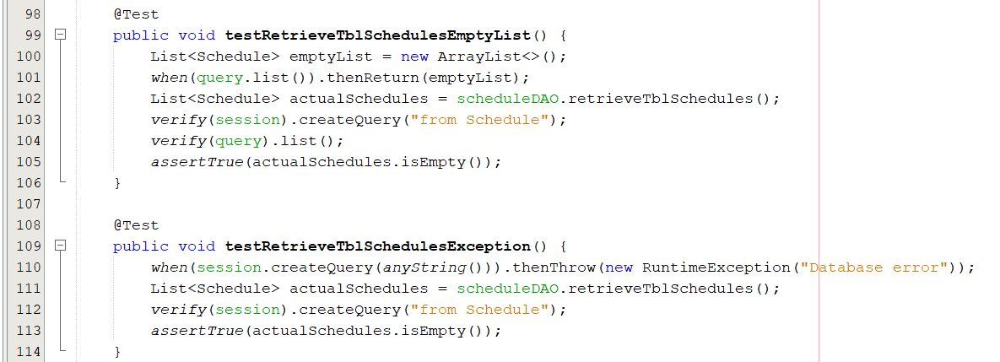 98 @Test
99 public void testRetrieveTblSchedulesEmptyList() {
100 List<Schedule> emptyList = new ArrayList<>();
101 when(query.list()).thenReturn(emptyList);
102 List<Schedule> actualSchedules = scheduleDAO.retrieveTblSchedules();
103 verify(session).createQuery("from Schedule");
104 verify(query).list();
105 assertTrue(actualSchedules.isEmpty());
106 }
107
108 @Test
109 public void testRetrieveTblSchedulesException() {
110 when(session.createQuery(anyString())).thenThrow(new RuntimeException("Database error"));
111 List<Schedule> actualSchedules = scheduleDAO.retrieveTblSchedules();
112 verify(session).createQuery("from Schedule");
113 assertTrue(actualSchedules.isEmpty());
114 }